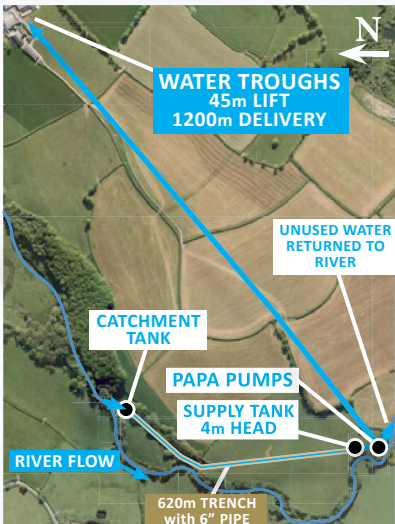 N
WATER TROUGHS
45m LIFT
1200m DELIVERY
UNUSED WATER
RETURNED TO
RIVER
CATCHMENT
TANK
PAPA PUMPS
SUPPLY TANK
4m HEAD
RIVER FLOW
620m TRENCH
with 6" PIPE